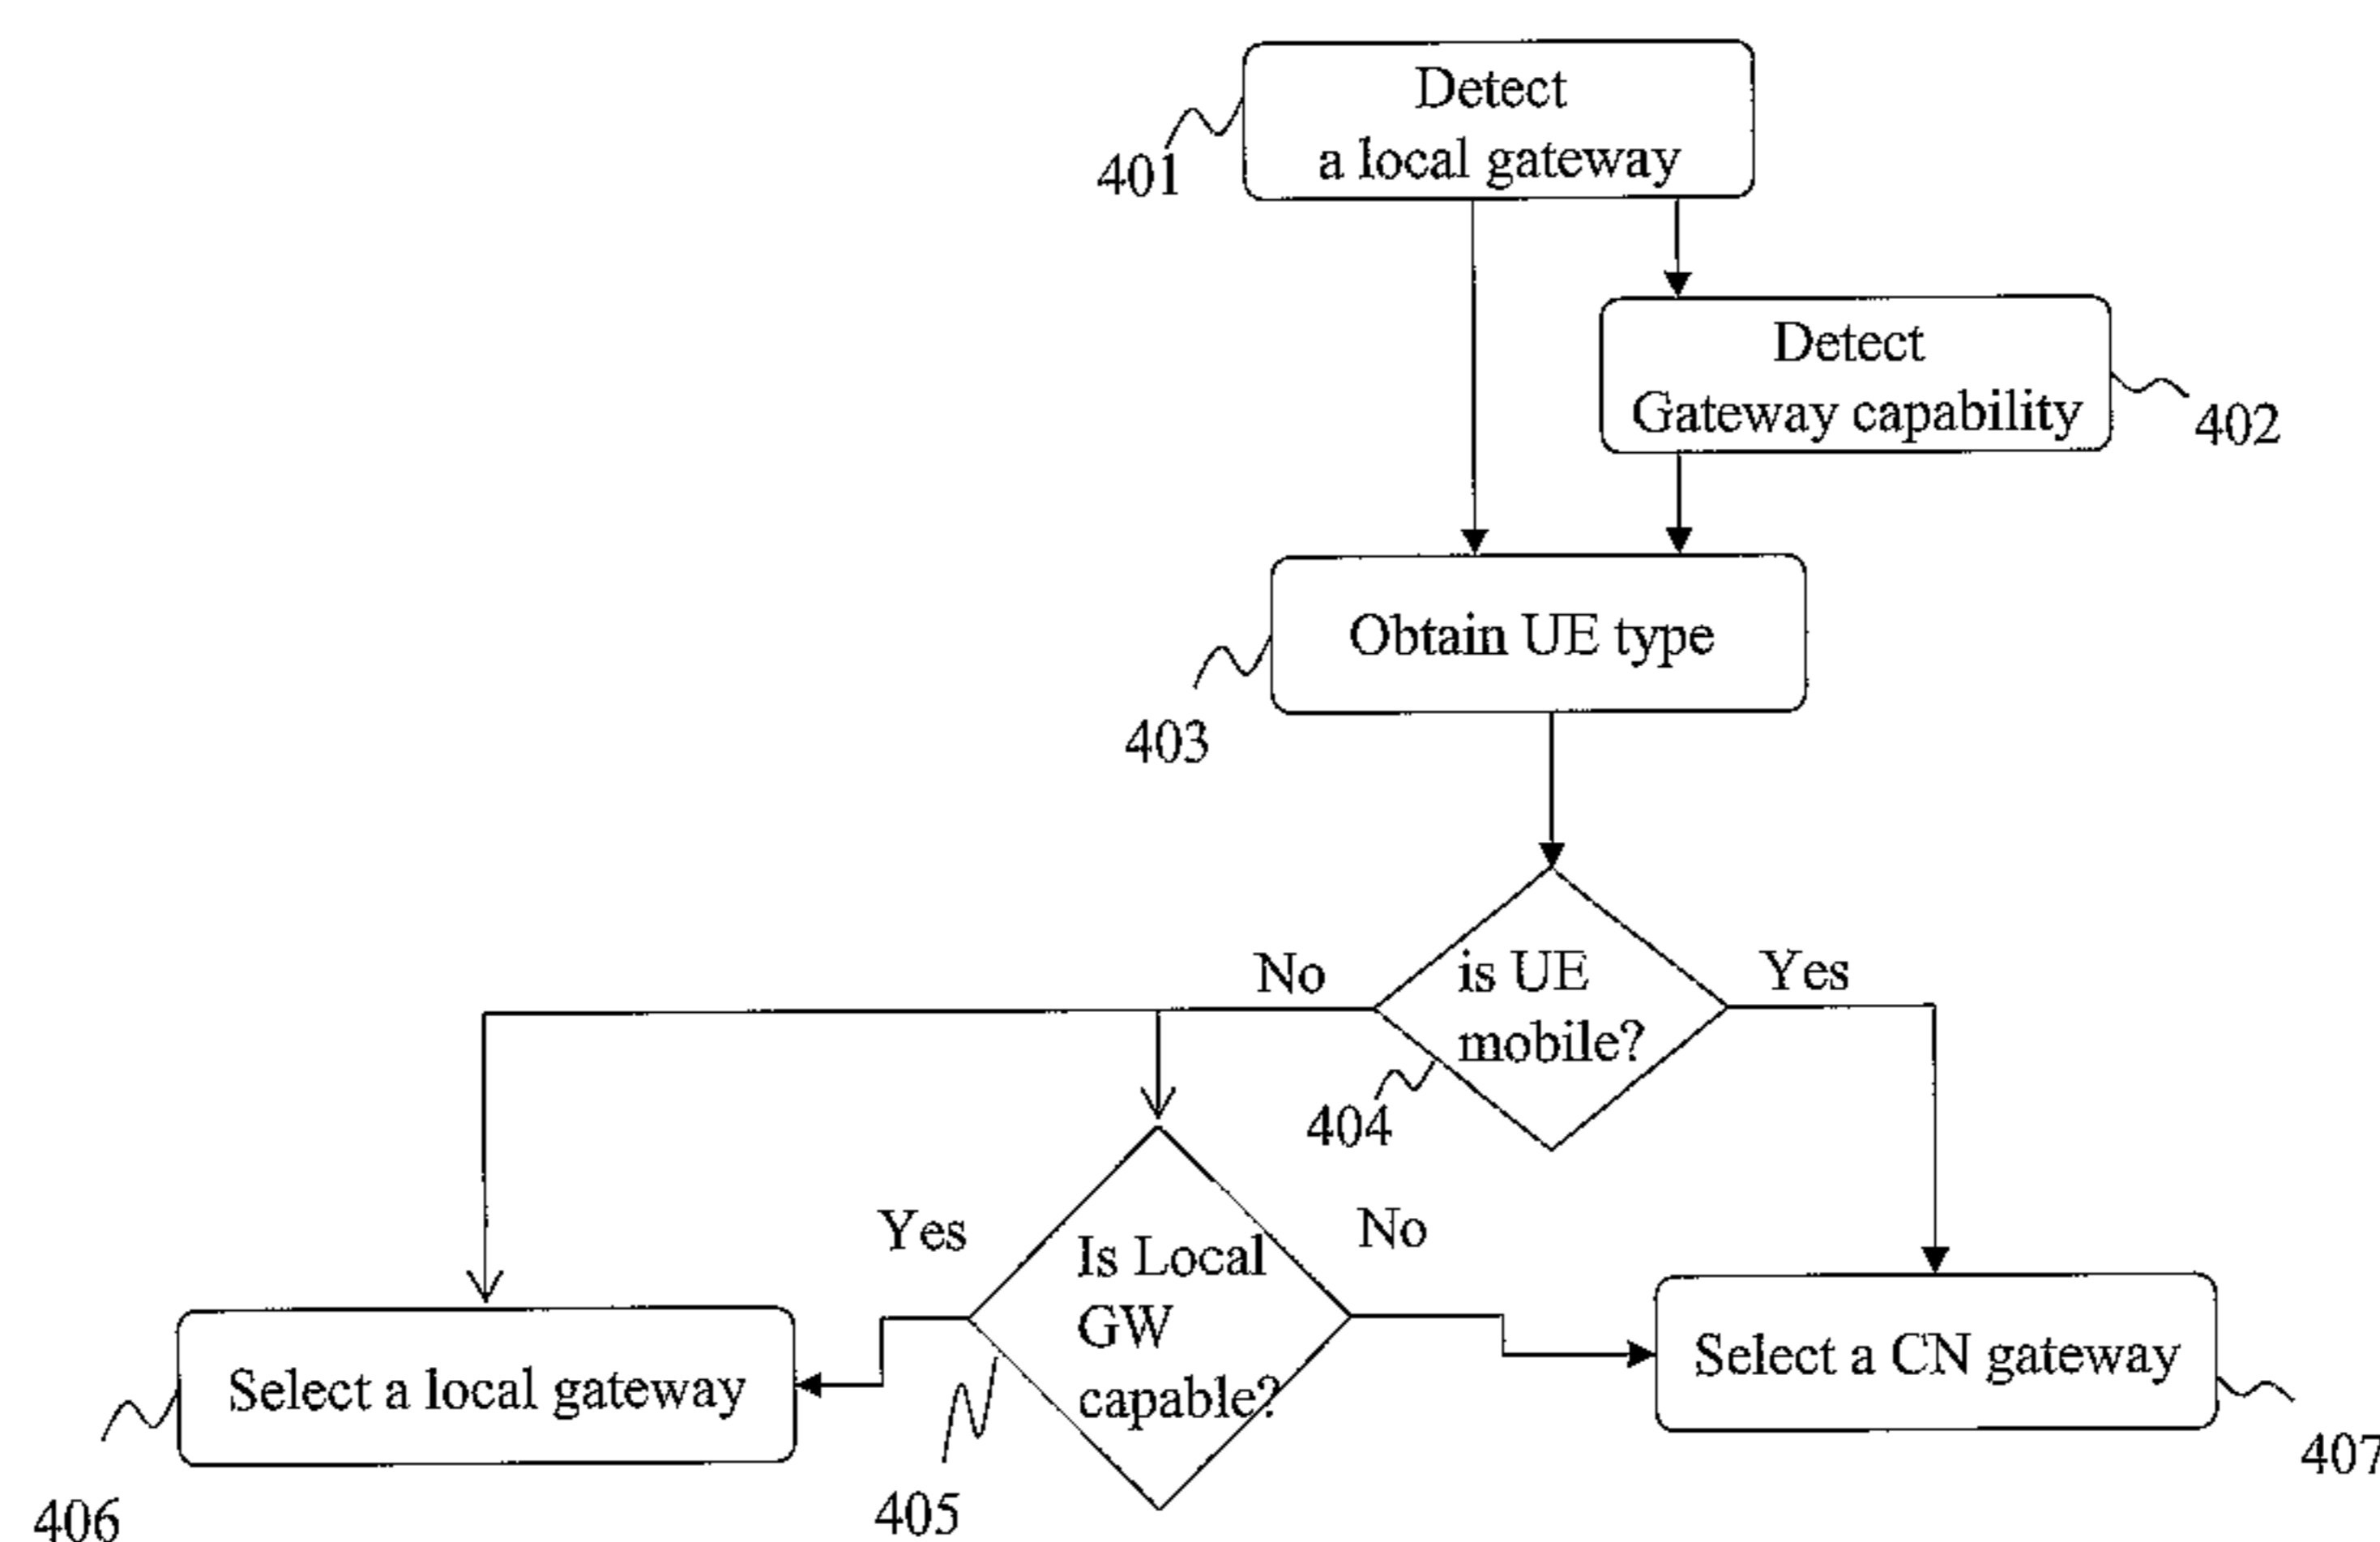 Detect
a local gateway
401
Detect
Gateway capability
402
Obtain UE type
403
No
is UE
mobile?
Yes
404
Yes
Is Local
GW
capable?
No
Select a local gateway
Select a CN gateway
406
405
407